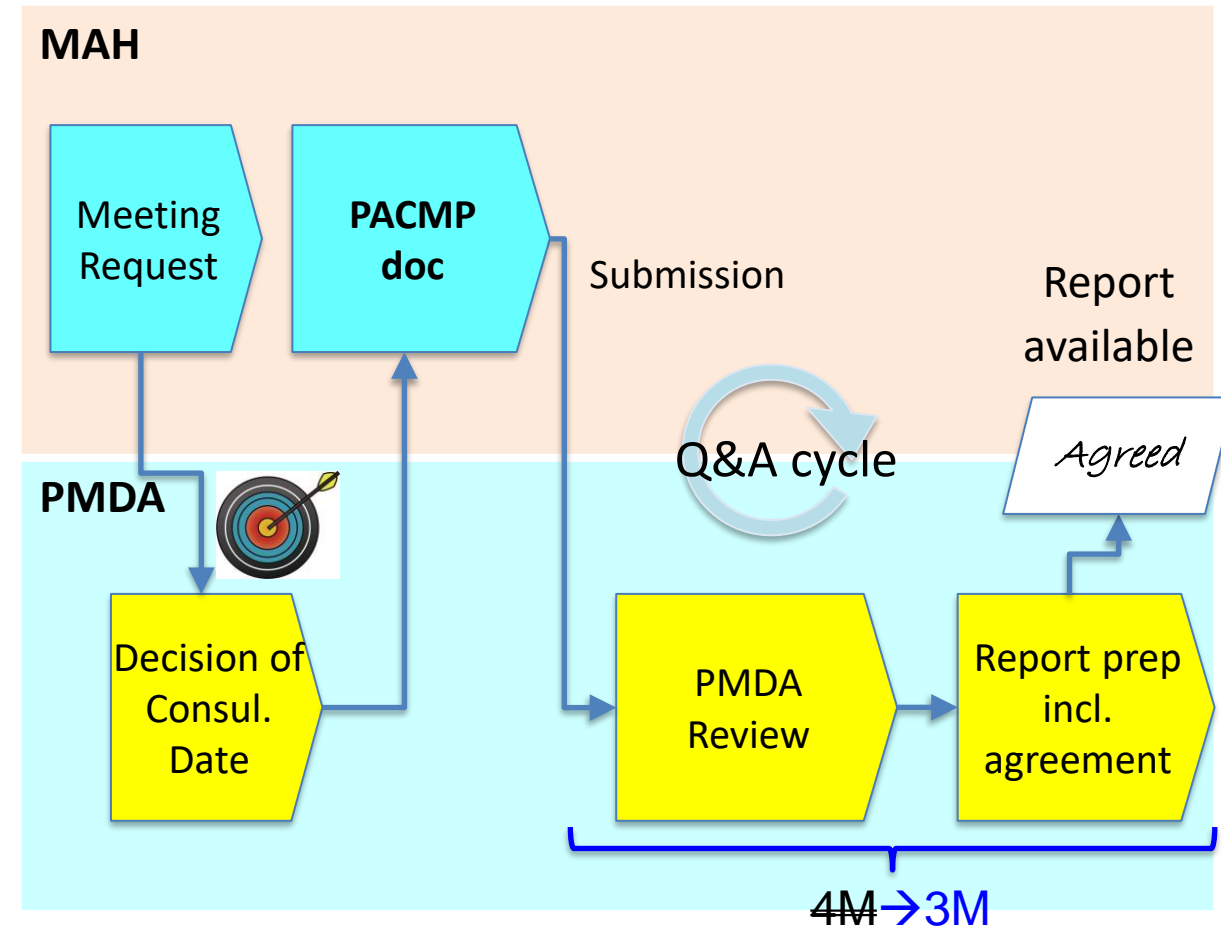 MAH
Meeting
Request
PACMP
doc
Submission
Report
available
Q&A cycle
Agreed
PMDA
Decision of
Consul.
Date
PMDA
Review
Report prep
incl.
agreement
4M→3M